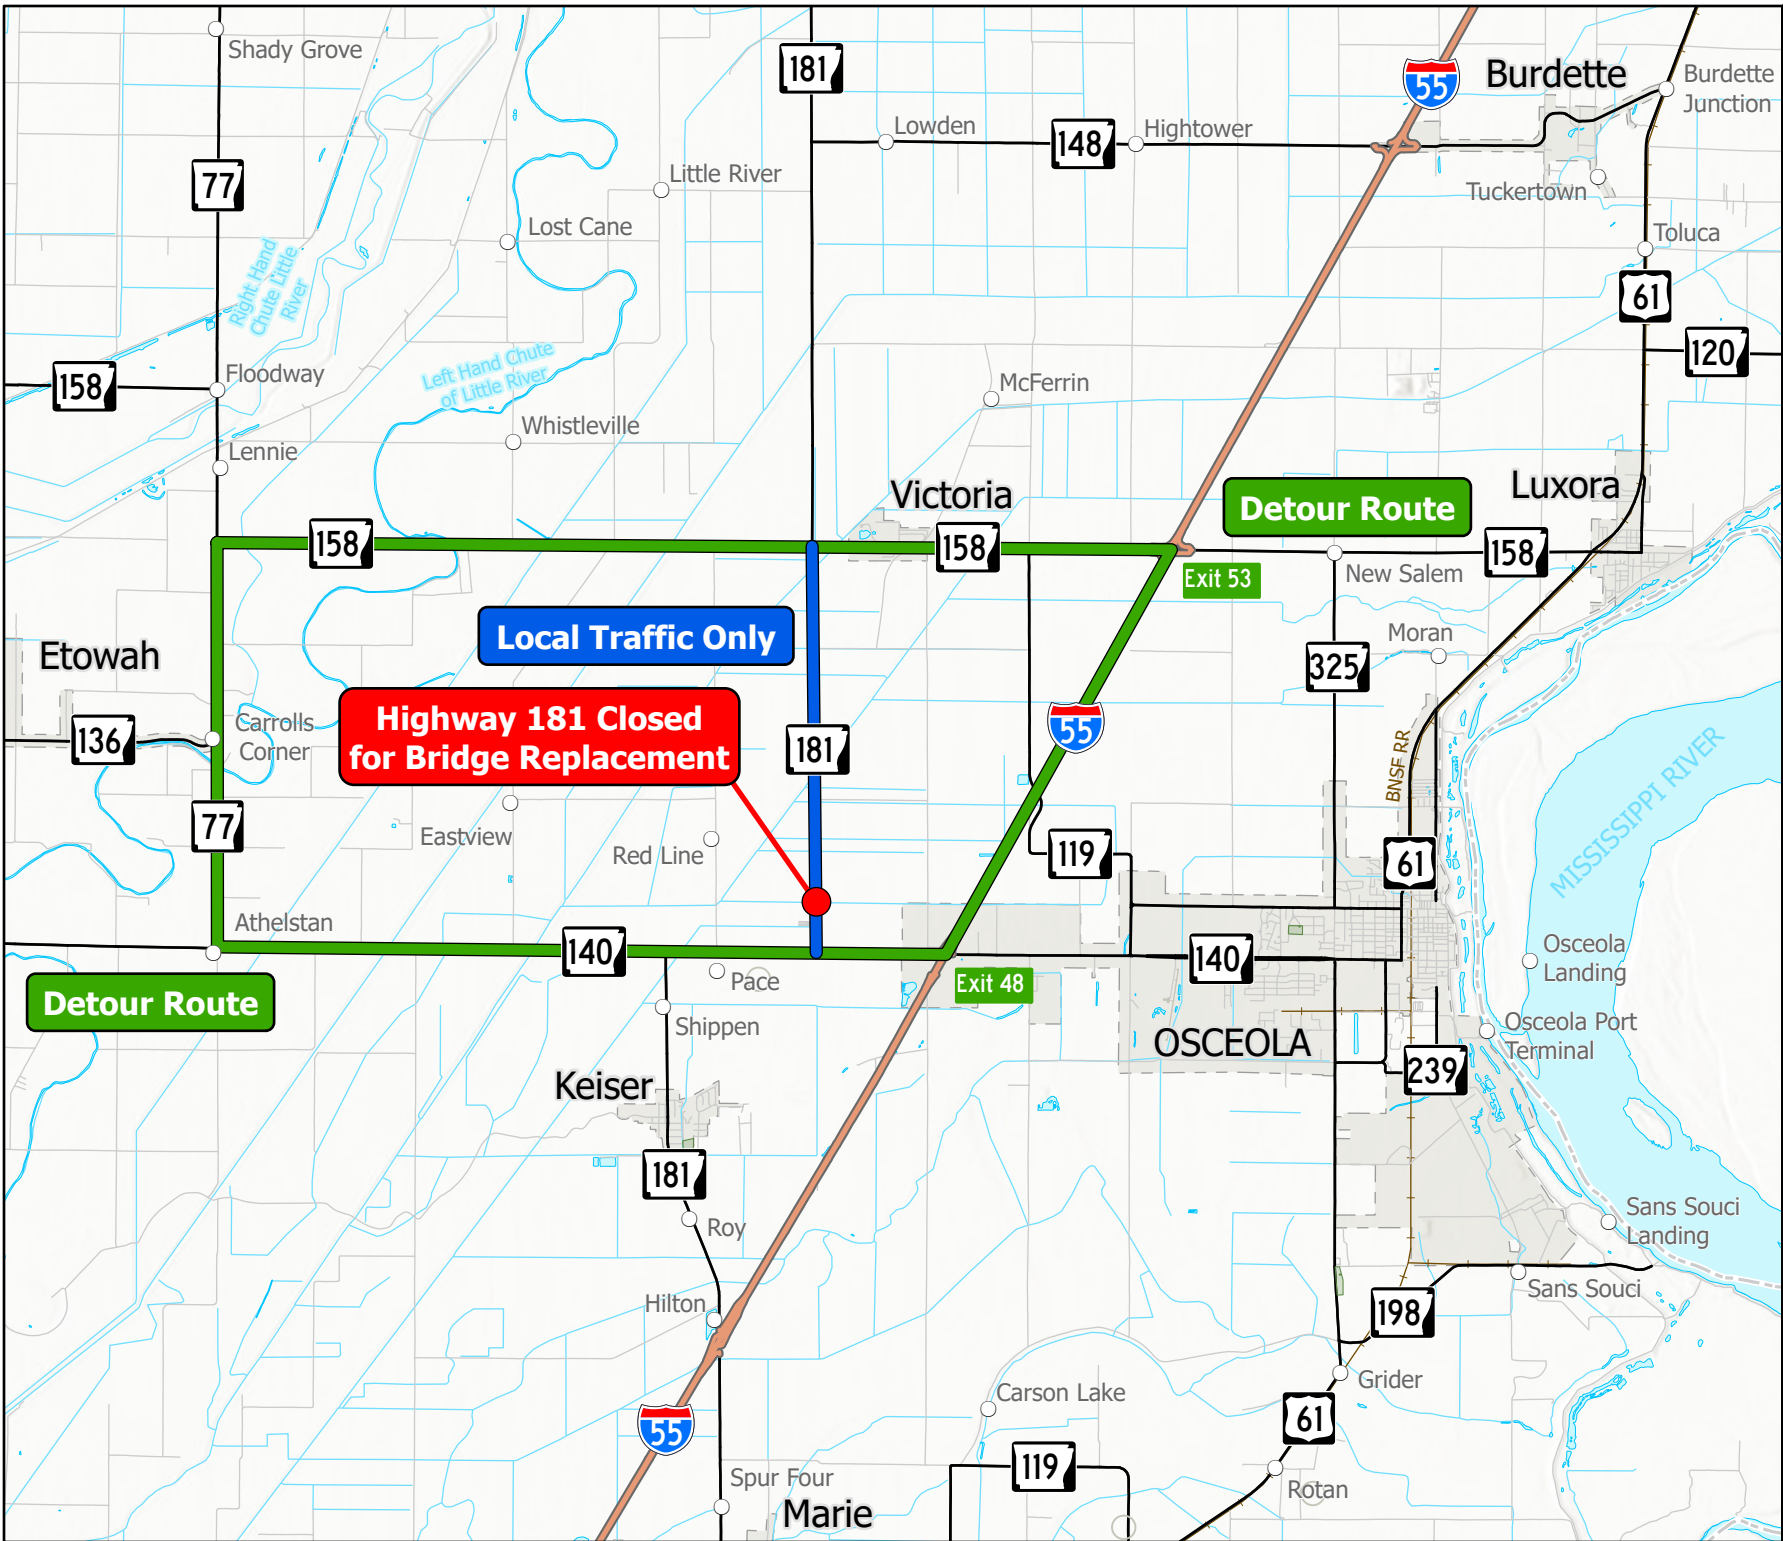 Shady Grove
181
55
Burdette
Burdette
Junction
Lowden
148
Hightower
77
Little River
Tuckertown
Lost Cane
Toluca
Right Hand
Chute Little
River
61
120
158
Floodway
Left Hand Chute
of Little River
McFerrin
Whistleville
Lennie
Victoria
Detour Route
Luxora
158
158
158
Exit 53
New Salem
Local Traffic Only
Moran
Etowah
325
Highway 181 Closed
for Bridge Replacement
136
Carrolls
Corner
181
55
BNSF RR
MISSISSIPPI RIVER
77
Eastview
Red Line
119
61
Athelstan
140
140
Osceola
Landing
Pace
Exit 48
Detour Route
Shippen
OSCEOLA
Osceola Port
Terminal
239
Keiser
181
Roy
Sans Souci
Landing
Hilton
Sans Souci
198
Grider
Carson Lake
55
61
119
Spur Four
Rotan
Marie